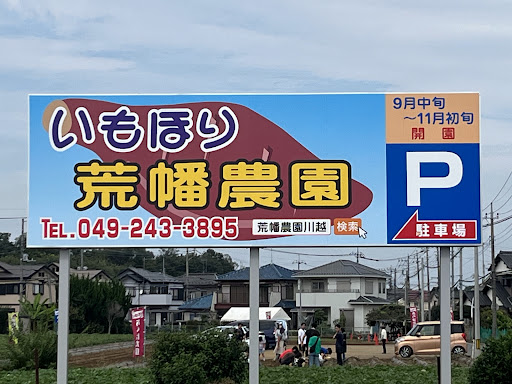 いもほり
荒幡農園
TEL.049-243-3895
荒幡農園川越 検索
9月中旬
～11月初旬
開園
P
駐車場